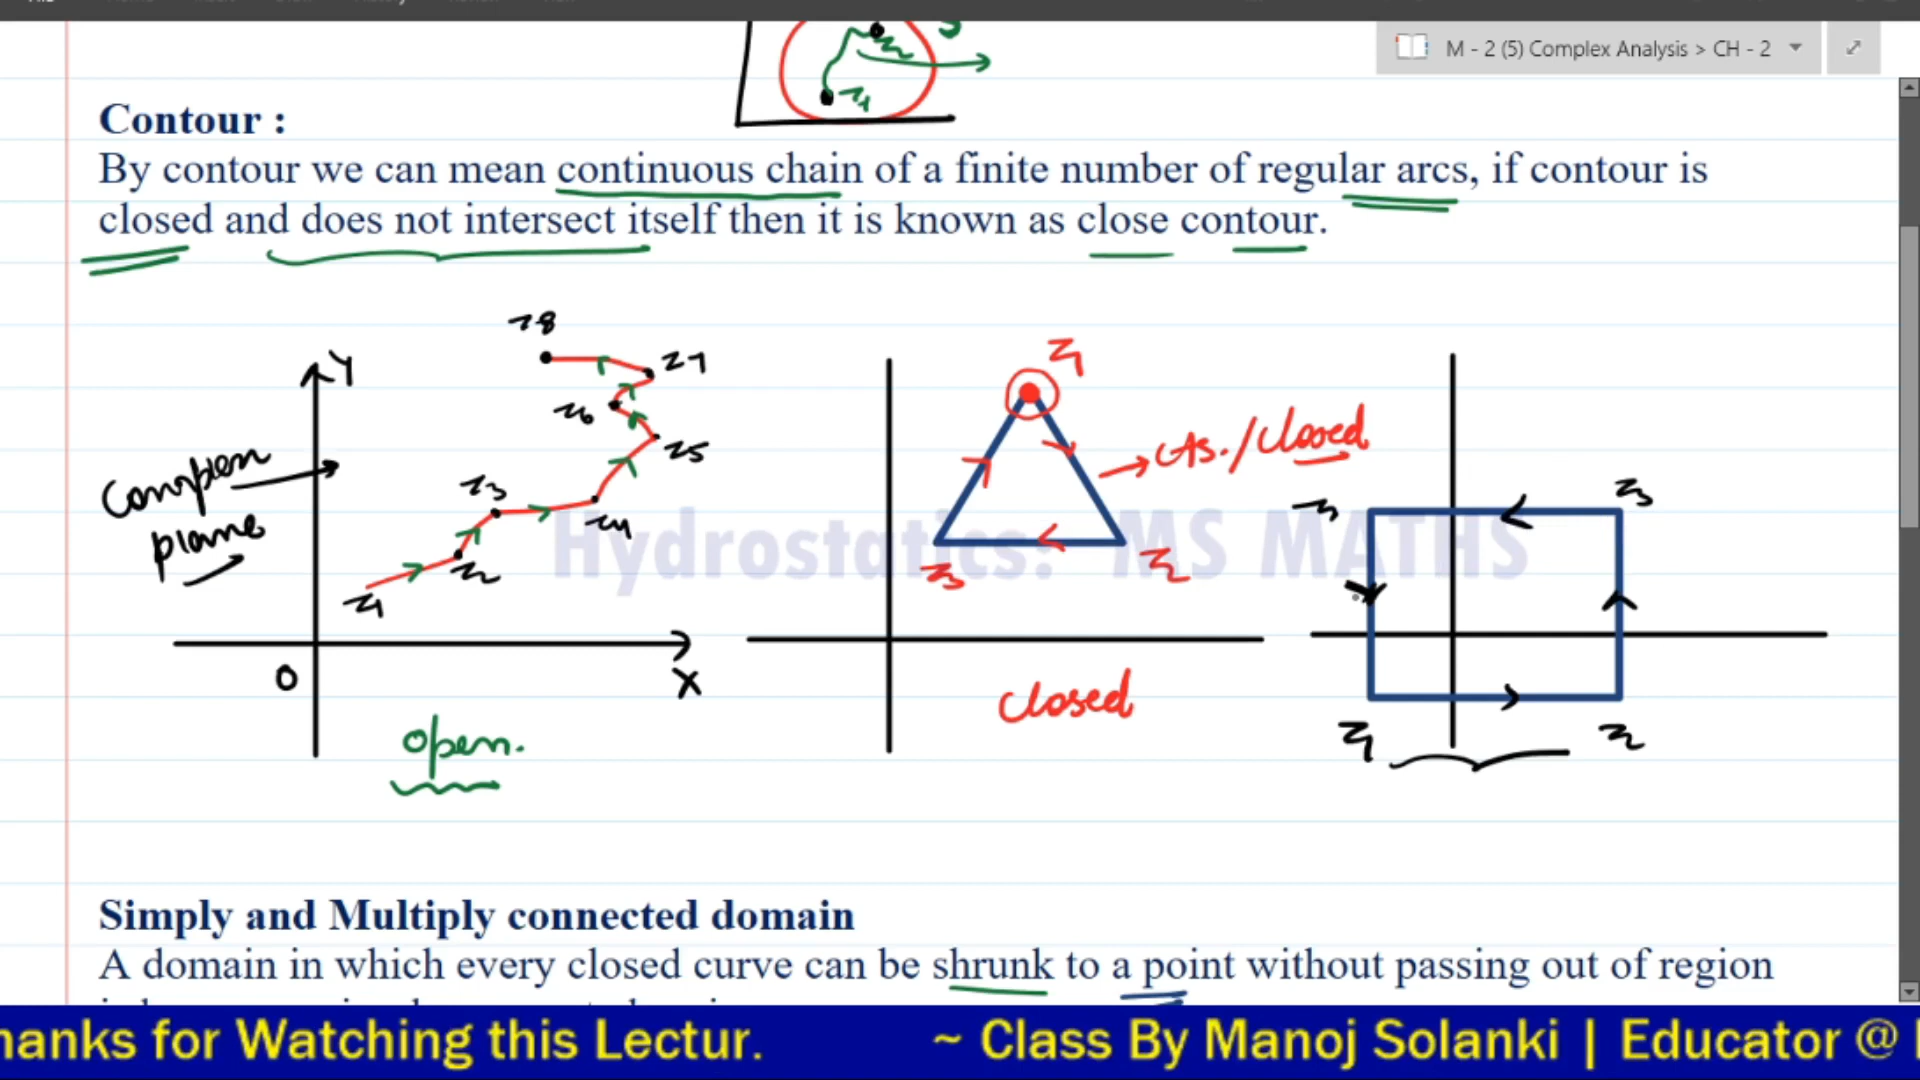 M - 2 (5) Complex Analysis > CH - 2
z1
Contour :
By contour we can mean continuous chain of a finite number of regular arcs, if contour is
closed and does not intersect itself then it is known as close contour.
z8
Y
z7
z1
z6
Closed
z5
Complex
z3
z3
plane
z4
Hydrostatics: MS MATHS
z2
z3
z2
z1
O
X
Closed
Open.
z1
z2
Simply and Multiply connected domain
A domain in which every closed curve can be shrunk to a point without passing out of region
hanks for Watching this Lectur. ~ Class By Manoj Solanki | Educator @